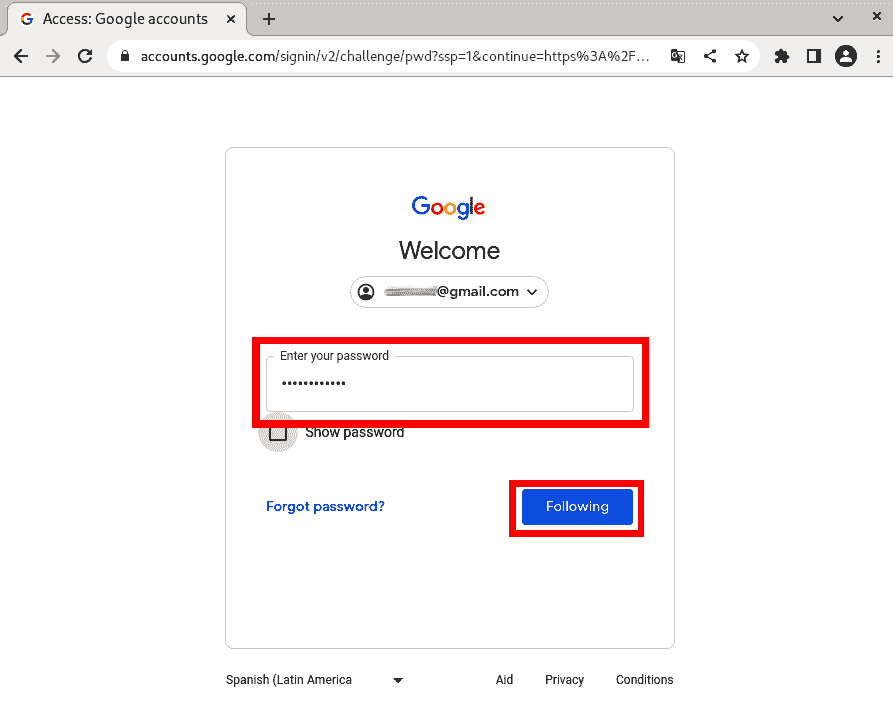 Access: Google accounts
accounts.google.com/signin/v2/challenge/pwd?ssp=1&continue=https%3A%2F...
Google
Welcome
@gmail.com
Enter your password
••••••••••••
Show password
Forgot password?
Following
Spanish (Latin America
Aid
Privacy
Conditions